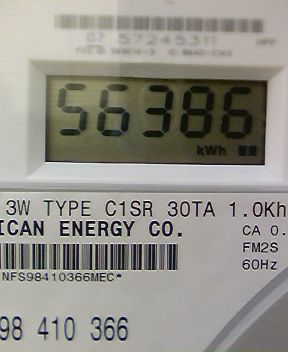 07 57245311
56386
kWh
3W TYPE C1SR 30TA 1.0Kh
ICAN ENERGY CO.
CA 0.
FM2S
60Hz
NFS98410366MEC*
98 410 366